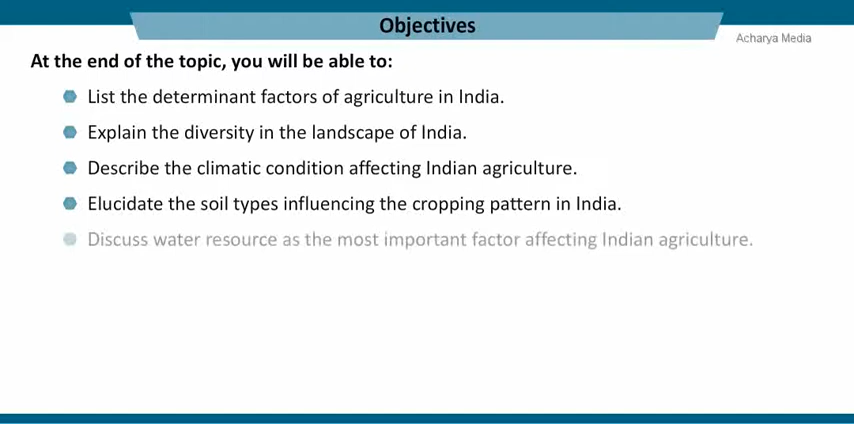 Objectives
Acharya Media
At the end of the topic, you will be able to:
List the determinant factors of agriculture in India.
Explain the diversity in the landscape of India.
Describe the climatic condition affecting Indian agriculture.
Elucidate the soil types influencing the cropping pattern in India.
Discuss water resource as the most important factor affecting Indian agriculture.